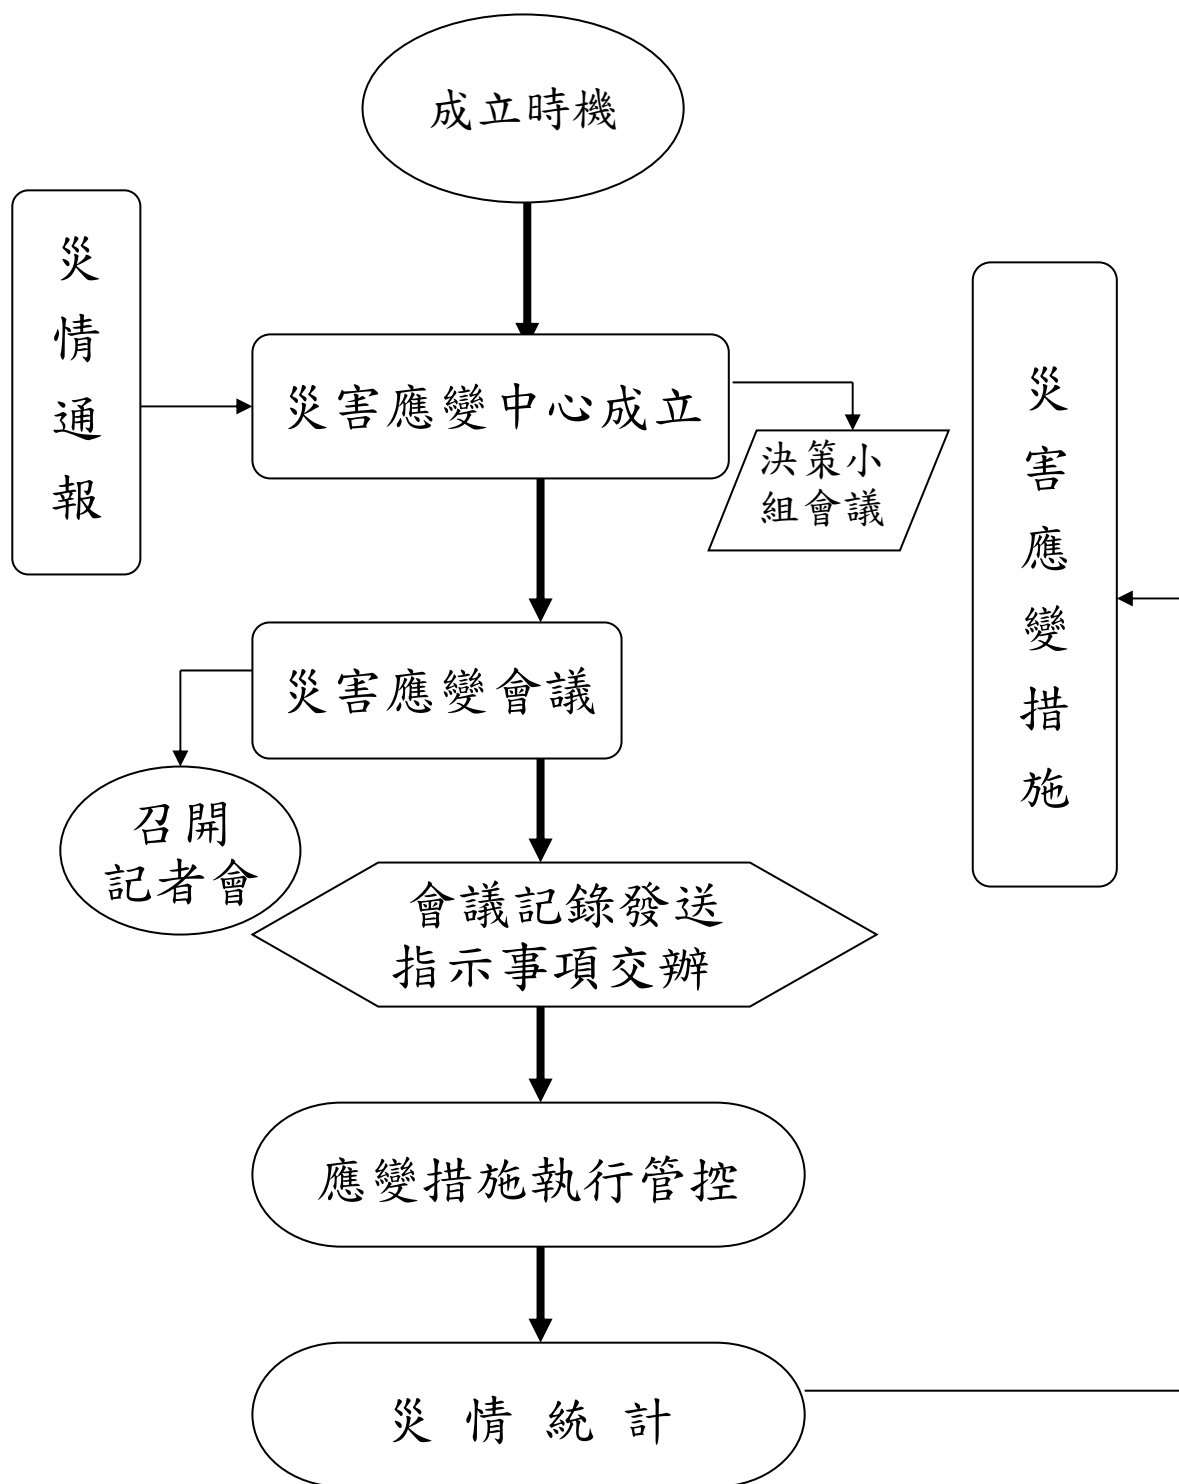 成立時機
災情通報
災害應變中心成立
決策小
組會議
災害應變措施
災害應變會議
召開
記者會
會議記錄發送
指示事項交辦
應變措施執行管控
災情統計